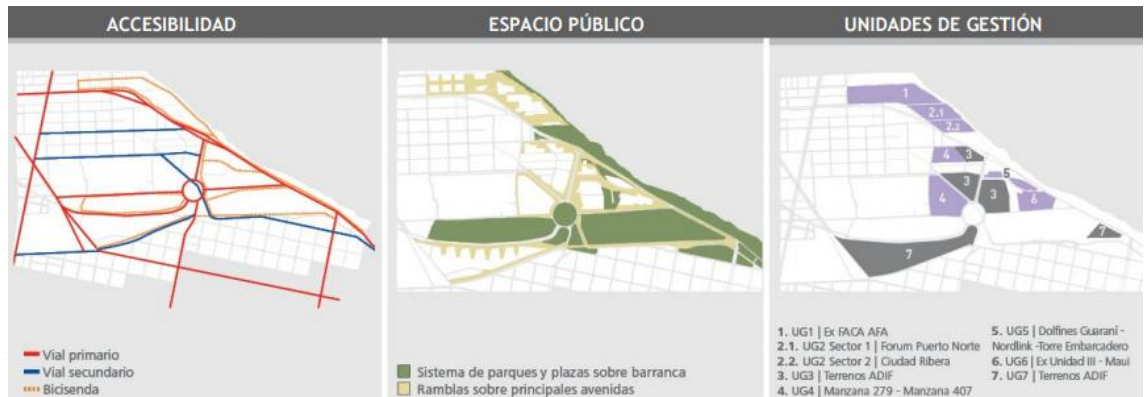 ACCESIBILIDAD
Vial primario
Vial secundario
Bicisenda
ESPACIO PÚBLICO
Sistema de parques y plazas sobre barranca
Ramblas sobre principales avenidas
UNIDADES DE GESTIÓN
1
2.1
2.2
4
3
5
3
4
3
6
7
7
1. UG1 | Ex FACA AFA
2.1. UG2 Sector 1 | Forum Puerto Norte
2.2. UG2 Sector 2 | Ciudad Ribera
3. UG3 | Terrenos ADIF
4. UG4 | Manzana 279 - Manzana 407
5. UG5 | Dolfines Guaraní -
Nordlink -Torre Embarcadero
6. UG6 | Ex Unidad III - Maui
7. UG7 | Terrenos ADIF